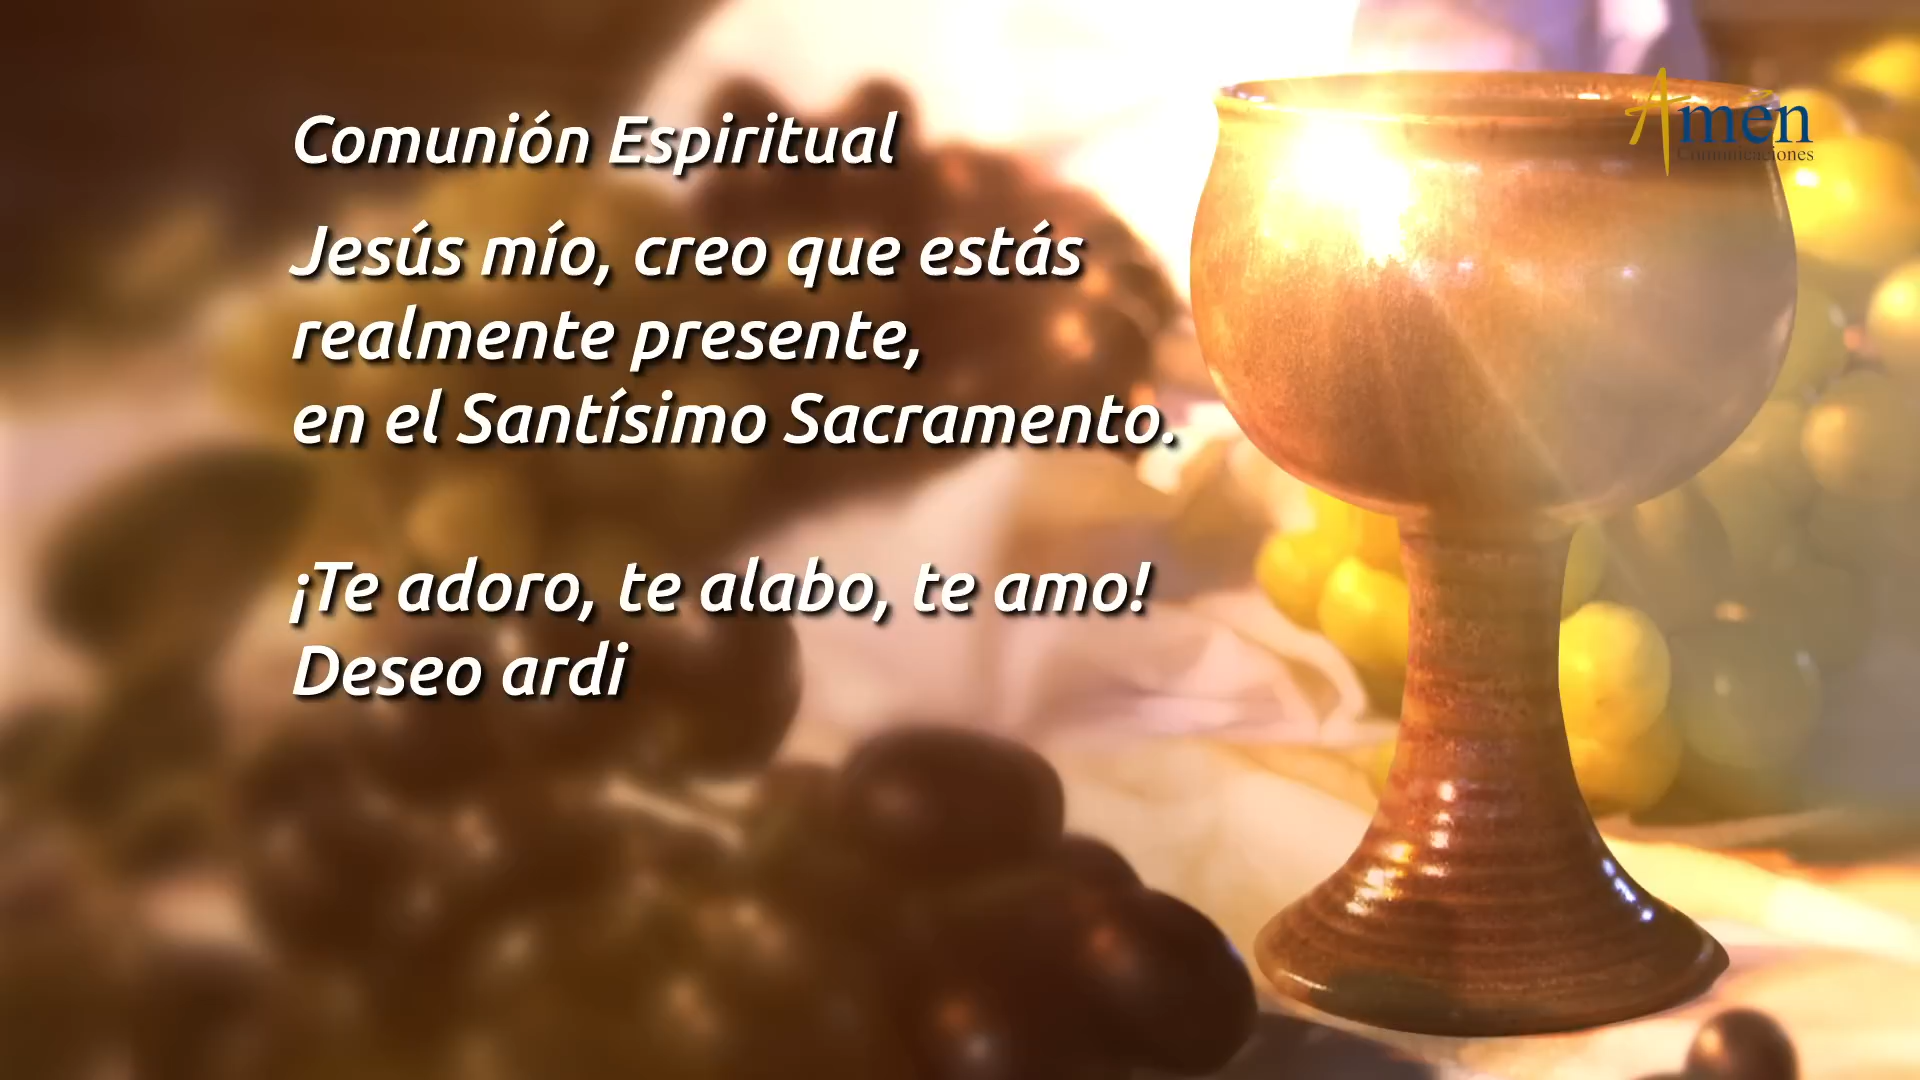 Comunión Espiritual
Jesús mío, creo que estás
realmente presente,
en el Santísimo Sacramento.
¡Te adoro, te alabo, te amo!
Deseo ardi
Amén
Comunicaciones